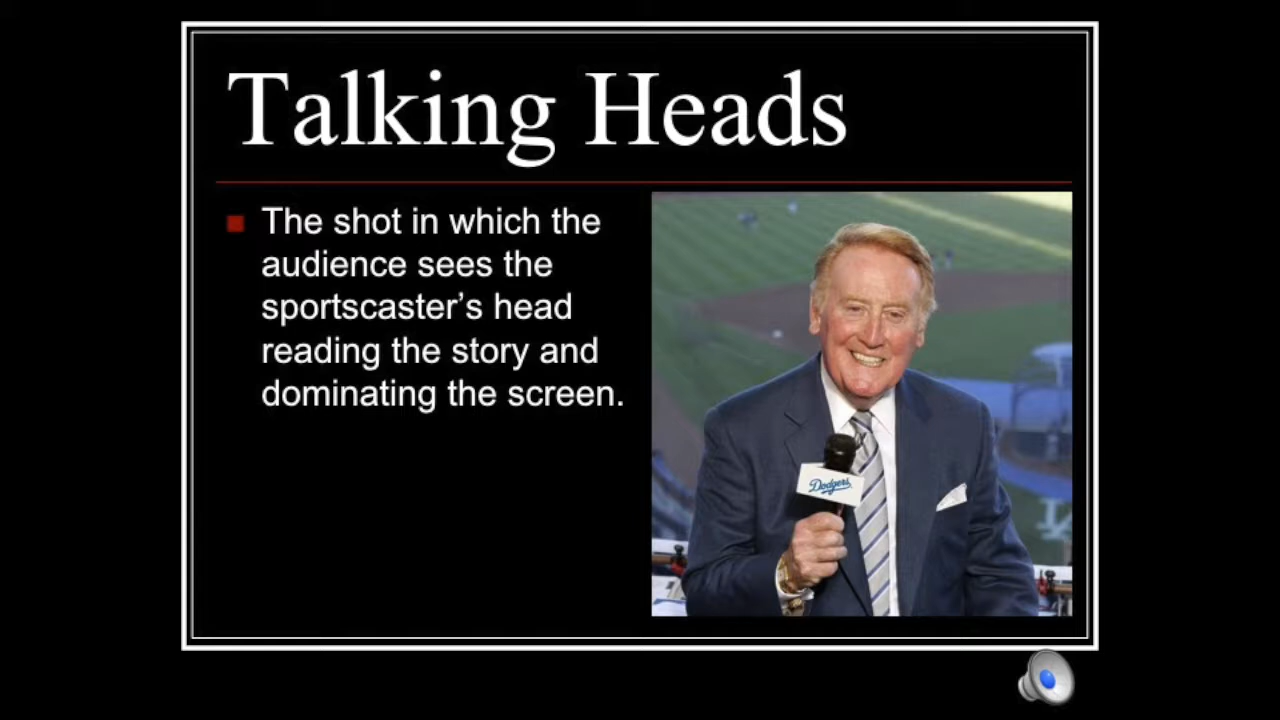 Talking Heads
The shot in which the
audience sees the
sportscaster’s head
reading the story and
dominating the screen.
Dodgers
LA